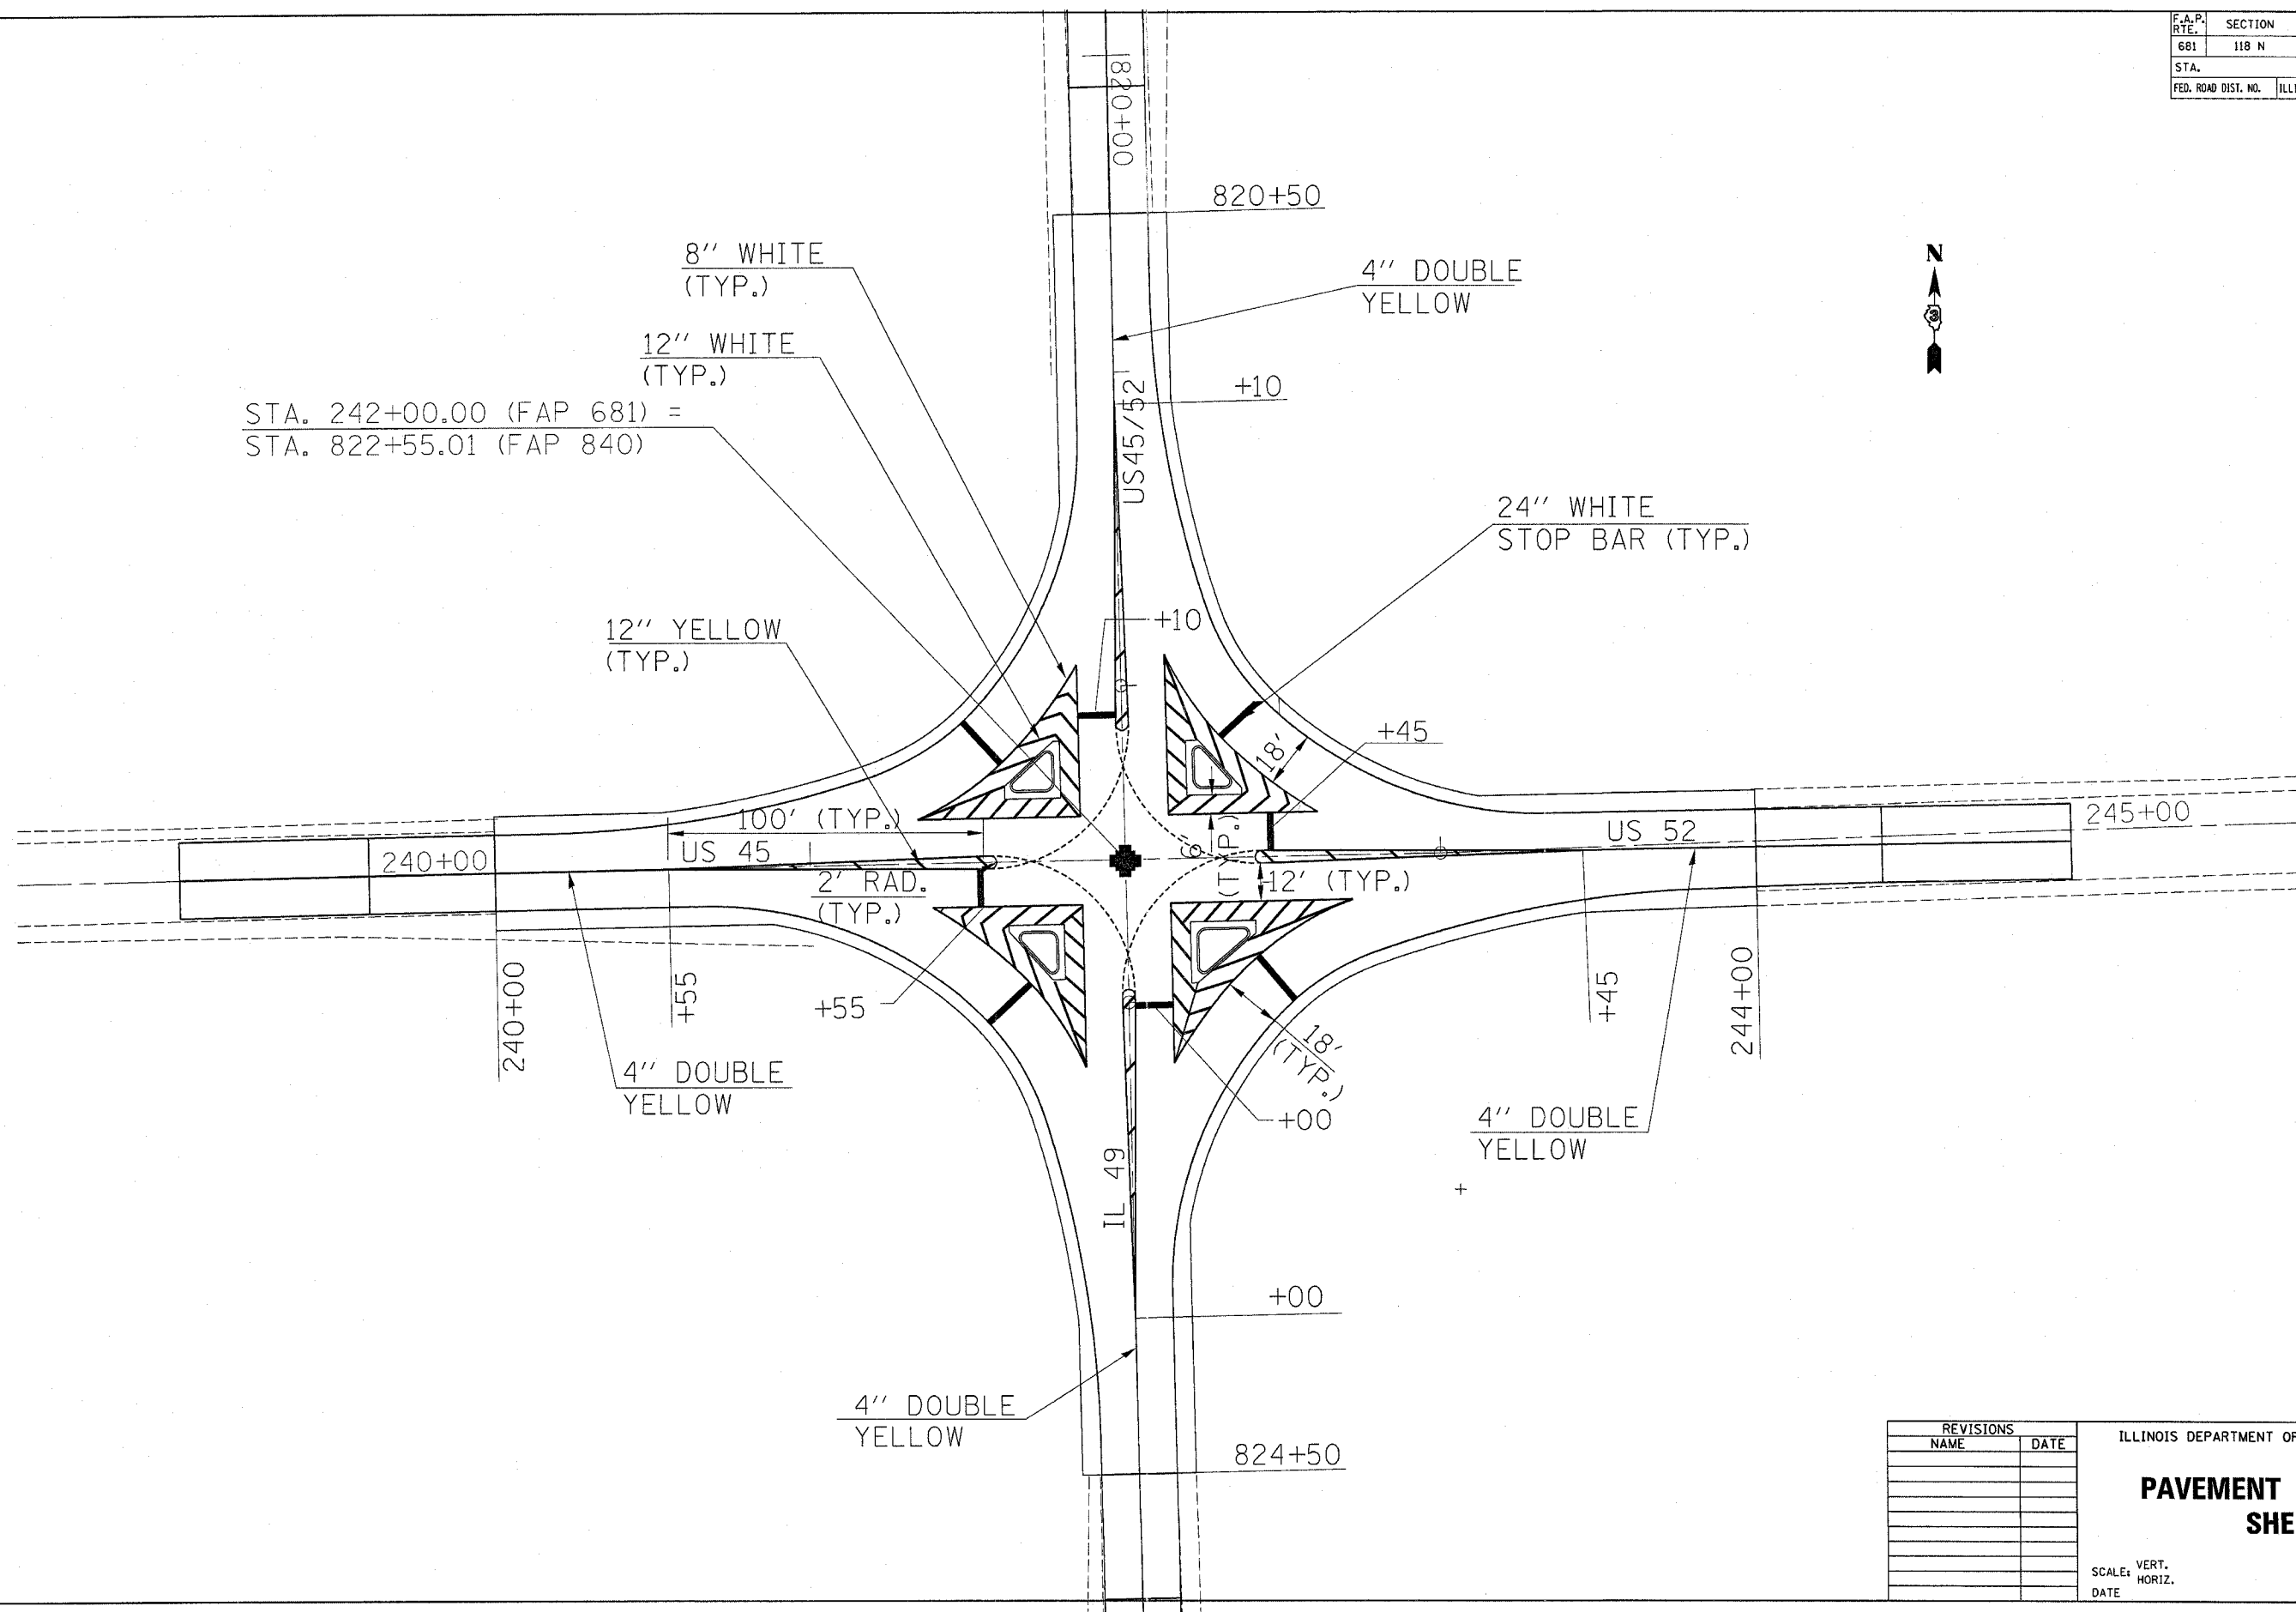 F.A.P. RTE. SECTION
681 118 N
STA.
FED. ROAD DIST. NO. ILLI
820+00
820+50
8'' WHITE
(TYP.)
4'' DOUBLE
YELLOW
N
3
12'' WHITE
(TYP.)
+10
US45/52
STA. 242+00.00 (FAP 681) =
STA. 822+55.01 (FAP 840)
24'' WHITE
STOP BAR (TYP.)
12'' YELLOW
(TYP.)
+10
+45
18'
100' (TYP.)
US 45
240+00
2' RAD.
(TYP.)
6'
(TYP.)
12' (TYP.)
US 52
245+00
240+00
+55
+55
+45
244+00
18'
(TYP.)
4'' DOUBLE
YELLOW
+00
4'' DOUBLE
YELLOW
IL 49
+00
4'' DOUBLE
YELLOW
824+50
REVISIONS
NAME DATE
ILLINOIS DEPARTMENT OF
PAVEMENT
SHE
SCALE: VERT.
HORIZ.
DATE